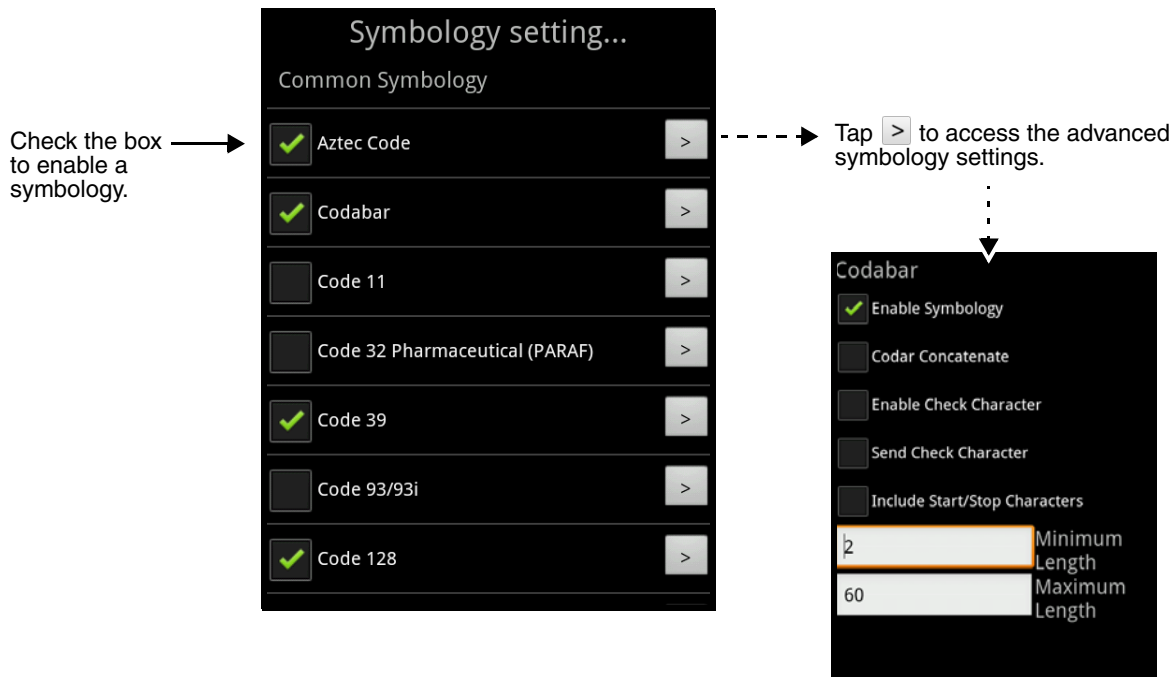 Symbology setting...
Common Symbology
Check the box
to enable a
symbology.
Aztec Code
>
Codabar
>
Code 11
>
Code 32 Pharmaceutical (PARAF)
>
Code 39
>
Code 93/93i
>
Code 128
>
Tap > to access the advanced
symbology settings.
Codabar
Enable Symbology
Codar Concatenate
Enable Check Character
Send Check Character
Include Start/Stop Characters
2
Minimum
Length
60
Maximum
Length